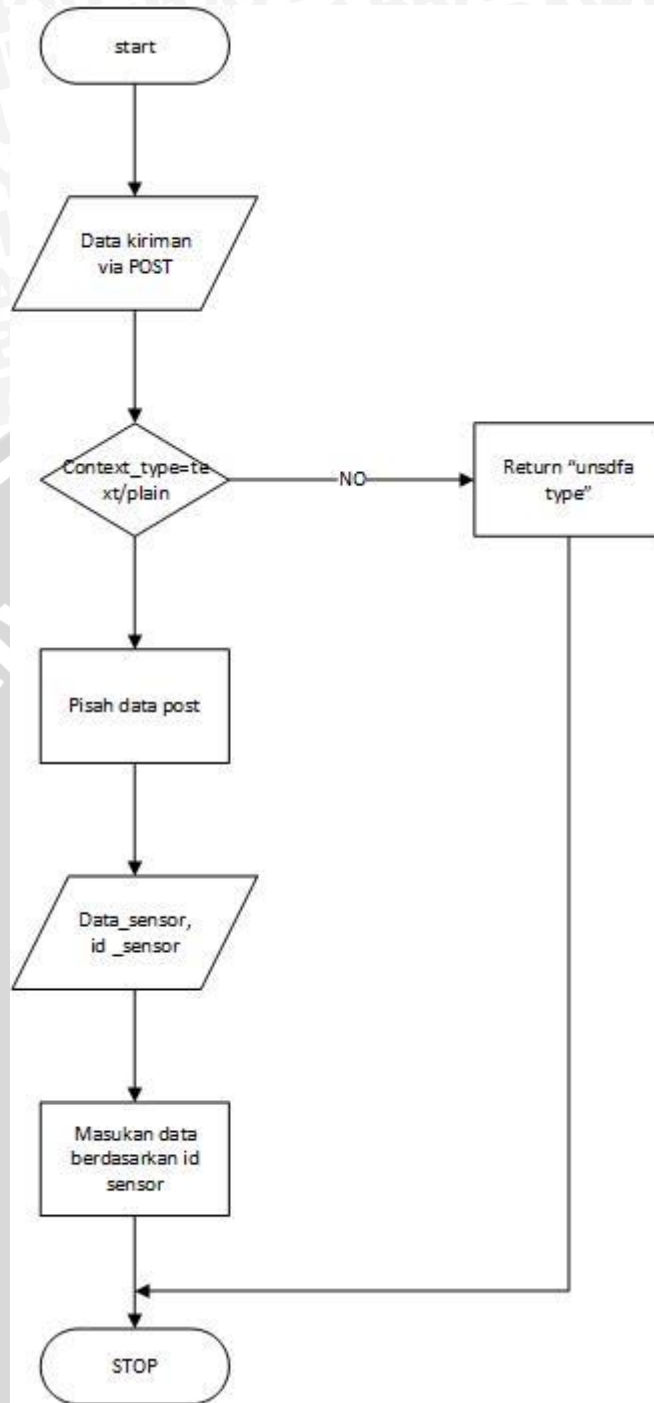 start
Data kiriman
via POST
Context_type=te
xt/plain
NO
Return “unsdfa
type”
Pisah data post
Data_sensor,
id _sensor
Masukan data
berdasarkan id
sensor
STOP